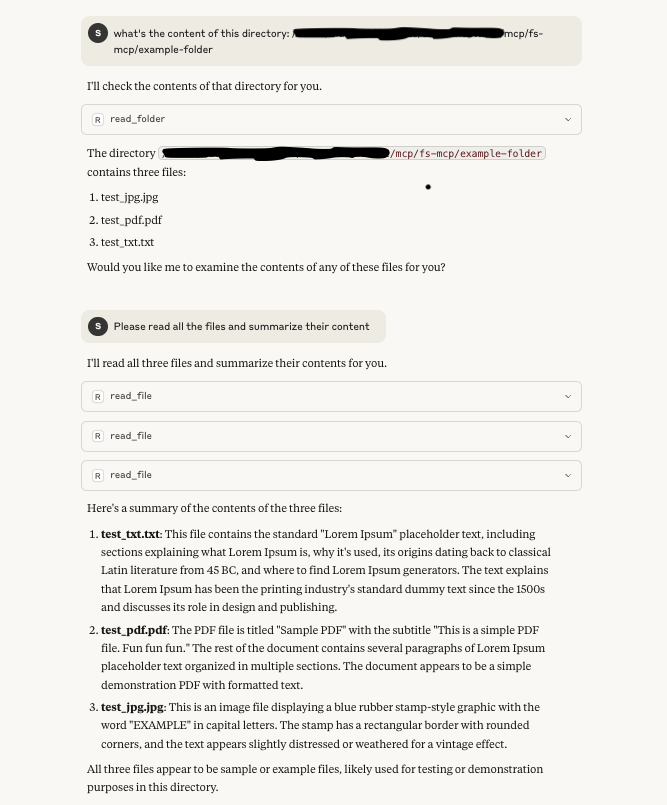 S what's the content of this directory: / mcp/fs-
mcp/example-folder
I'll check the contents of that directory for you.
R read_folder
The directory /mcp/fs-mcp/example-folder
contains three files:
1. test_jpg.jpg
2. test_pdf.pdf
3. test_txt.txt
Would you like me to examine the contents of any of these files for you?
S Please read all the files and summarize their content
I'll read all three files and summarize their contents for you.
R read_file
R read_file
R read_file
Here's a summary of the contents of the three files:
1. test_txt.txt: This file contains the standard "Lorem Ipsum" placeholder text, including
sections explaining what Lorem Ipsum is, why it's used, its origins dating back to classical
Latin literature from 45 BC, and where to find Lorem Ipsum generators. The text explains
that Lorem Ipsum has been the printing industry's standard dummy text since the 1500s
and discusses its role in design and publishing.
2. test_pdf.pdf: The PDF file is titled "Sample PDF" with the subtitle "This is a simple PDF
file. Fun fun fun." The rest of the document contains several paragraphs of Lorem Ipsum
placeholder text organized in multiple sections. The document appears to be a simple
demonstration PDF with formatted text.
3. test_jpg.jpg: This is an image file displaying a blue rubber stamp-style graphic with the
word "EXAMPLE" in capital letters. The stamp has a rectangular border with rounded
corners, and the text appears slightly distressed or weathered for a vintage effect.
All three files appear to be sample or example files, likely used for testing or demonstration
purposes in this directory.